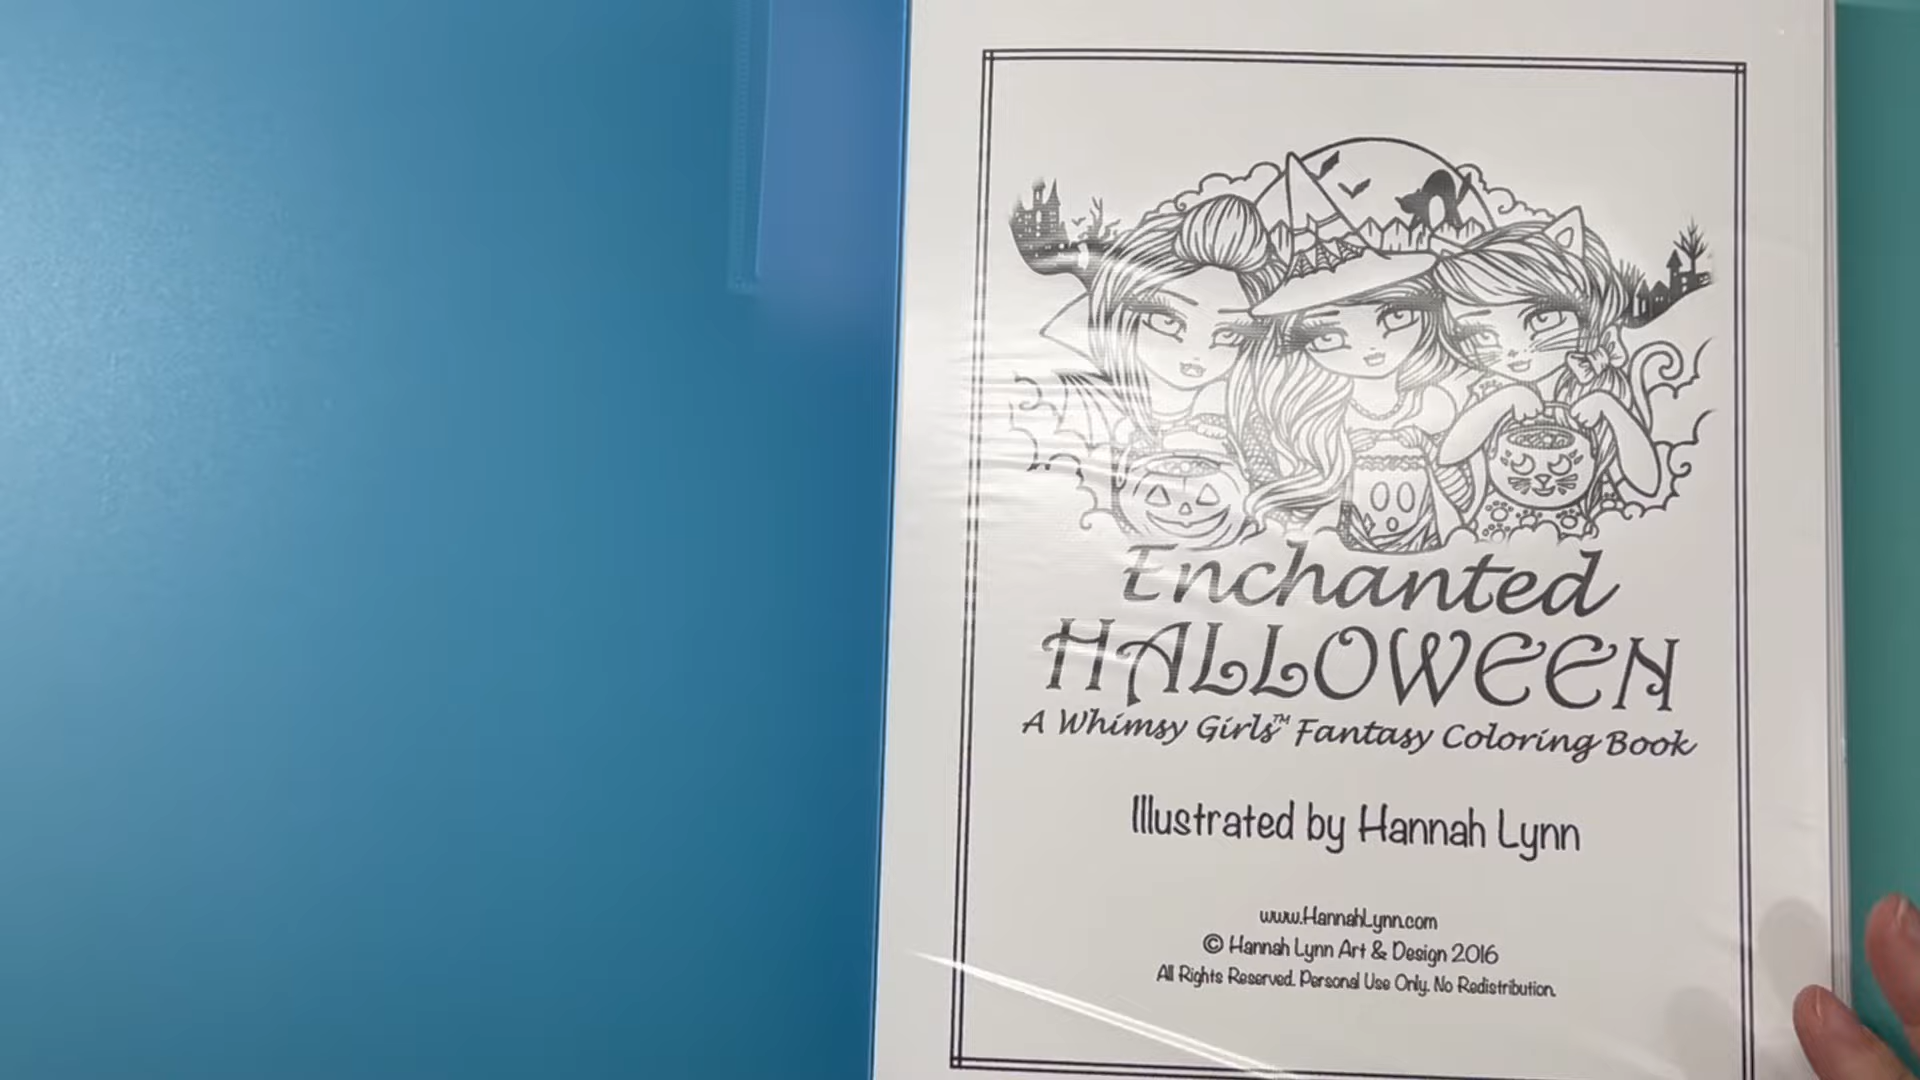 Enchanted
HALLOWEEN
A Whimsy Girls™ Fantasy Coloring Book
Illustrated by Hannah Lynn
www.HannahLynn.com
© Hannah Lynn Art & Design 2016
All Rights Reserved. Personal Use Only. No Redistribution.